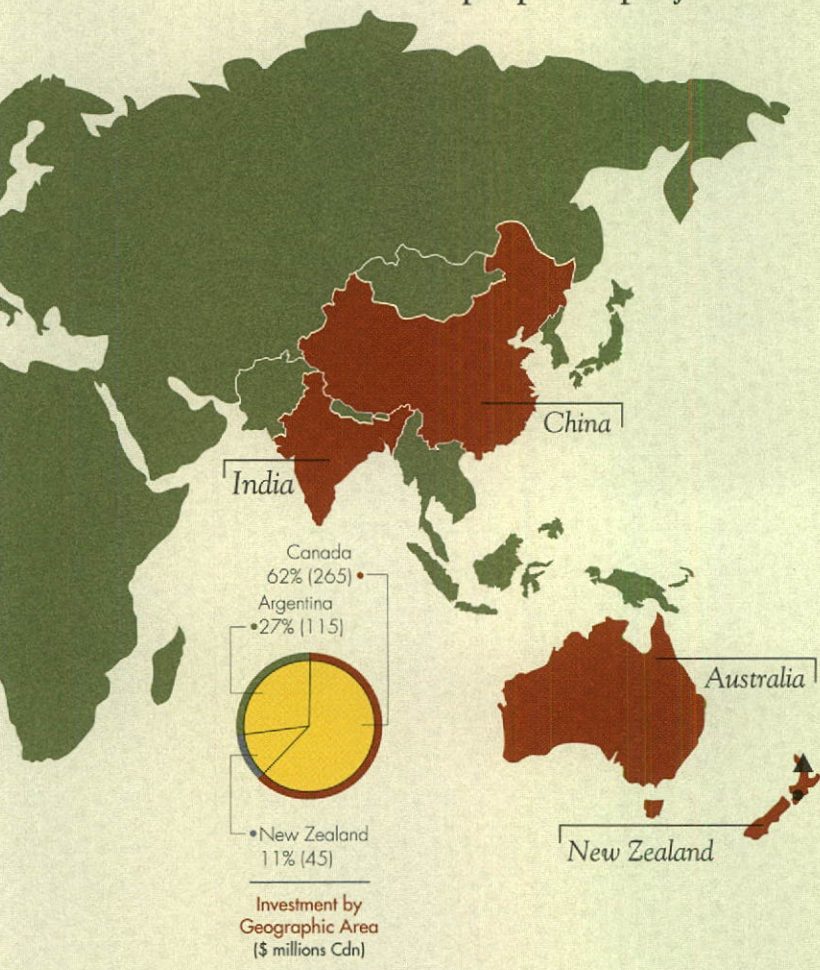 China
India
Canada
62% (265)
Argentina
27% (115)
Australia
New Zealand
11% (45)
New Zealand
Investment by
Geographic Area
($ millions Cdn)